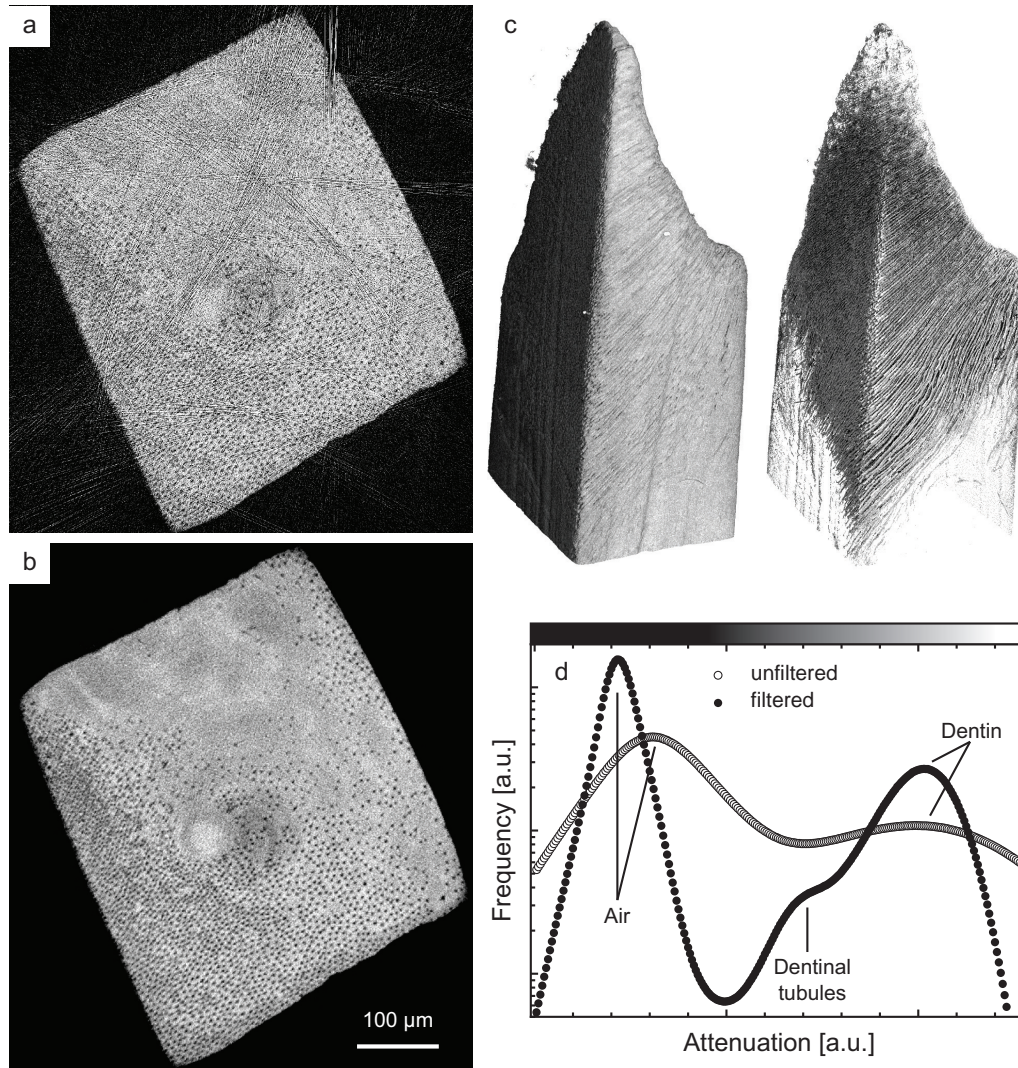 a
b
100 µm
c
d
unfiltered
filtered
Dentin
Air
Dentinal
tubules
Frequency [a.u.]
Attenuation [a.u.]